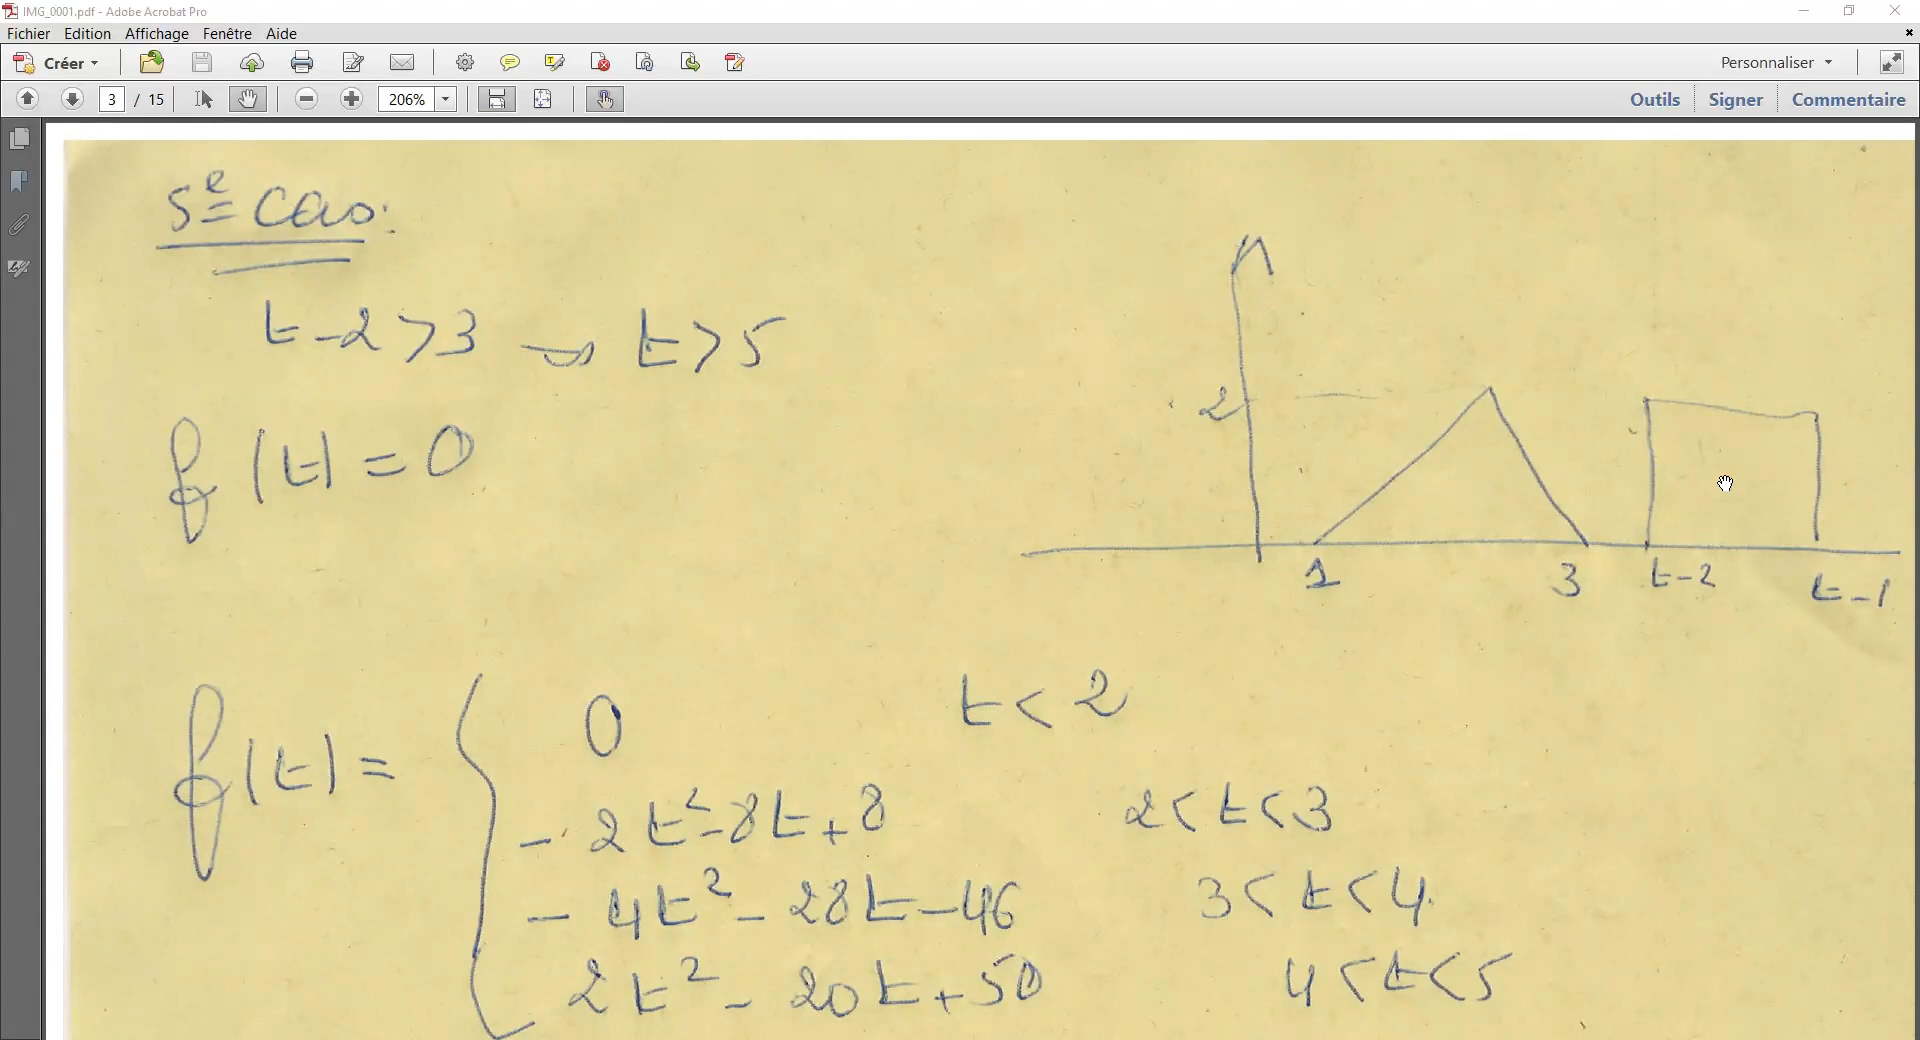 IMG_0001.pdf - Adobe Acrobat Pro
Fichier Edition Affichage Fenêtre Aide
Créer
Personnaliser
3 / 15
206%
Outils Signer Commentaire
5e cas:
t-2 > 3 ⇝ t > 5
f(t) = 0
2
1 3 t-2 t-1
f(t) =
0 t < 2
- 2t² - 8t + 8 2 < t < 3
- 4t² - 28t - 46 3 < t < 4
2t² - 20t + 50 4 < t < 5